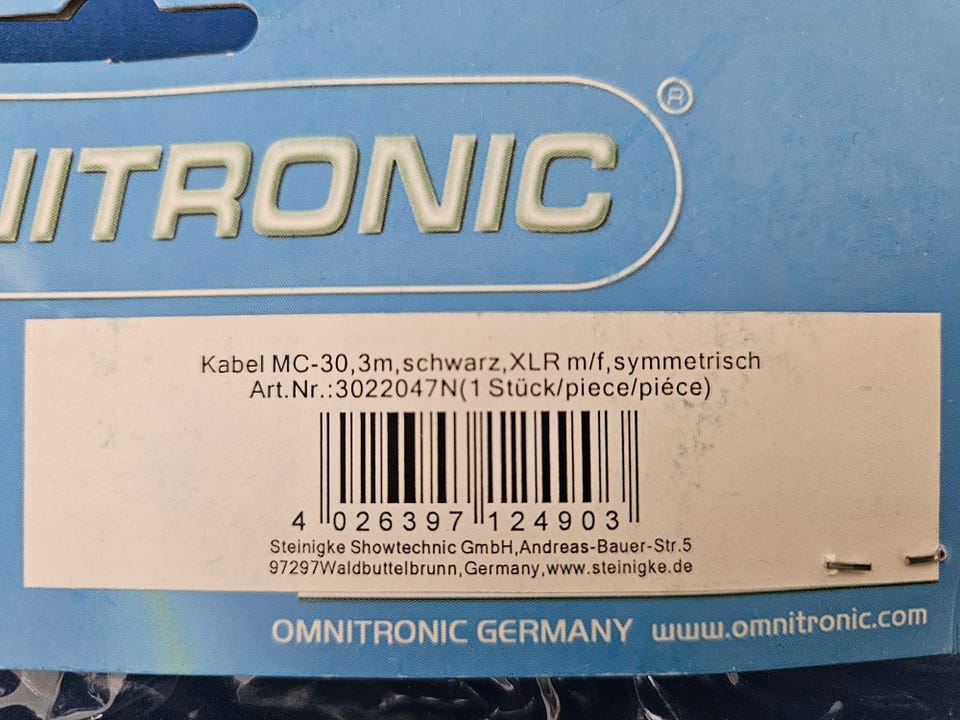 NITRONIC ®
Kabel MC-30,3m,schwarz,XLR m/f,symmetrisch
Art.Nr.:3022047N(1 Stück/piece/piéce)
4 026397 124903
Steinigke Showtechnic GmbH,Andreas-Bauer-Str.5
97297Waldbuttelbrunn,Germany,www.steinigke.de
OMNITRONIC GERMANY www.omnitronic.com